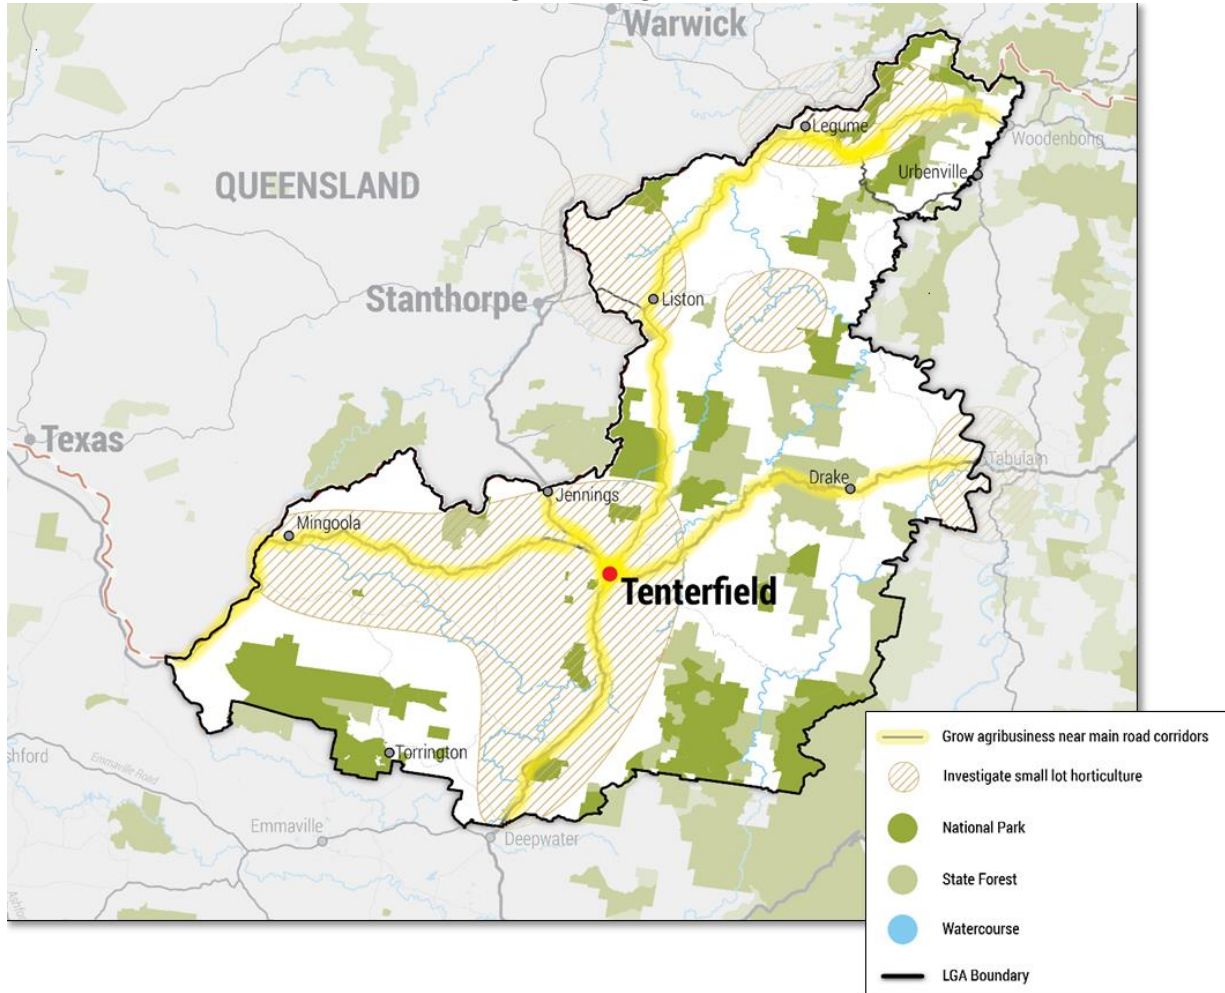 Warwick
Legume
Woodenbong
Urbenville
QUEENSLAND
Stanthorpe
Liston
Texas
Tabulam
Drake
Jennings
Mingoola
Tenterfield
Torrington
shford
Emmaville Road
Emmaville
Deepwater
Grow agribusiness near main road corridors
Investigate small lot horticulture
National Park
State Forest
Watercourse
LGA Boundary